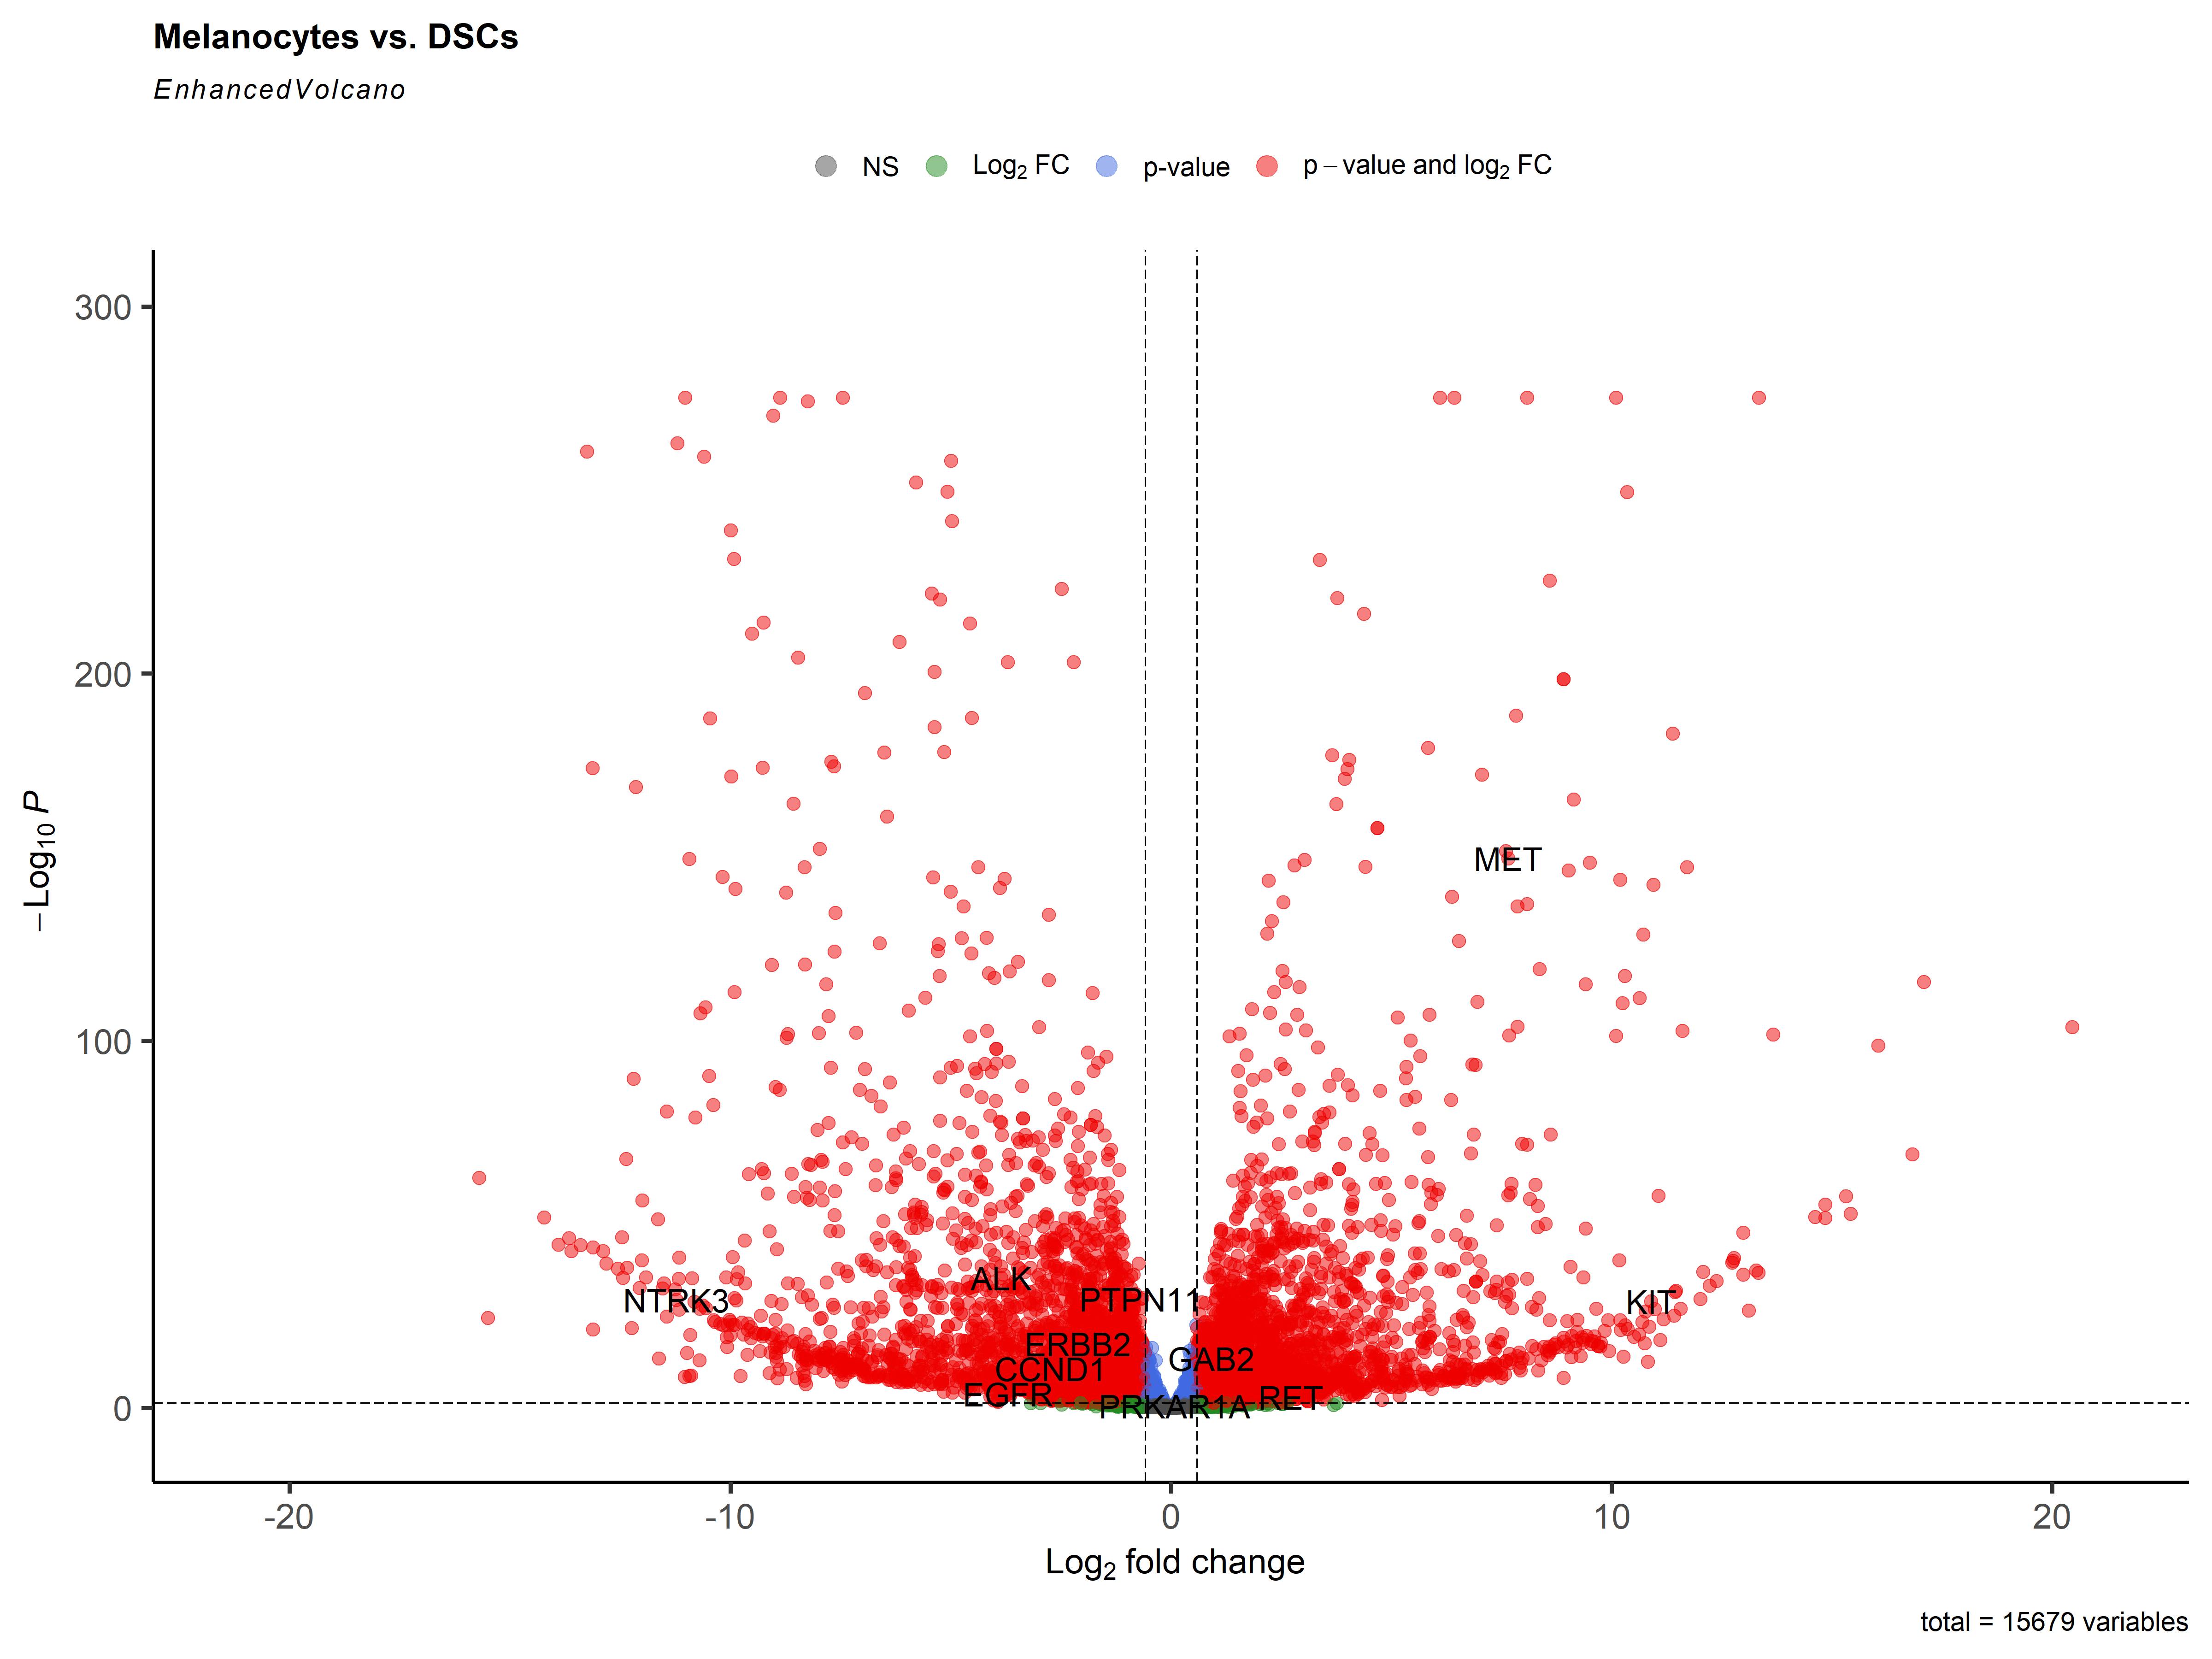 Melanocytes vs. DSCs
EnhancedVolcano
NS Log₂ FC p-value p − value and log₂ FC
300
200
100
0
−Log₁₀ P
MET
ALK
NTRK3 PTPN11 KIT
ERBB2
GAB2
CCND1
EGFR RET
PRKAR1A
-20 -10 0 10 20
Log₂ fold change
total = 15679 variables